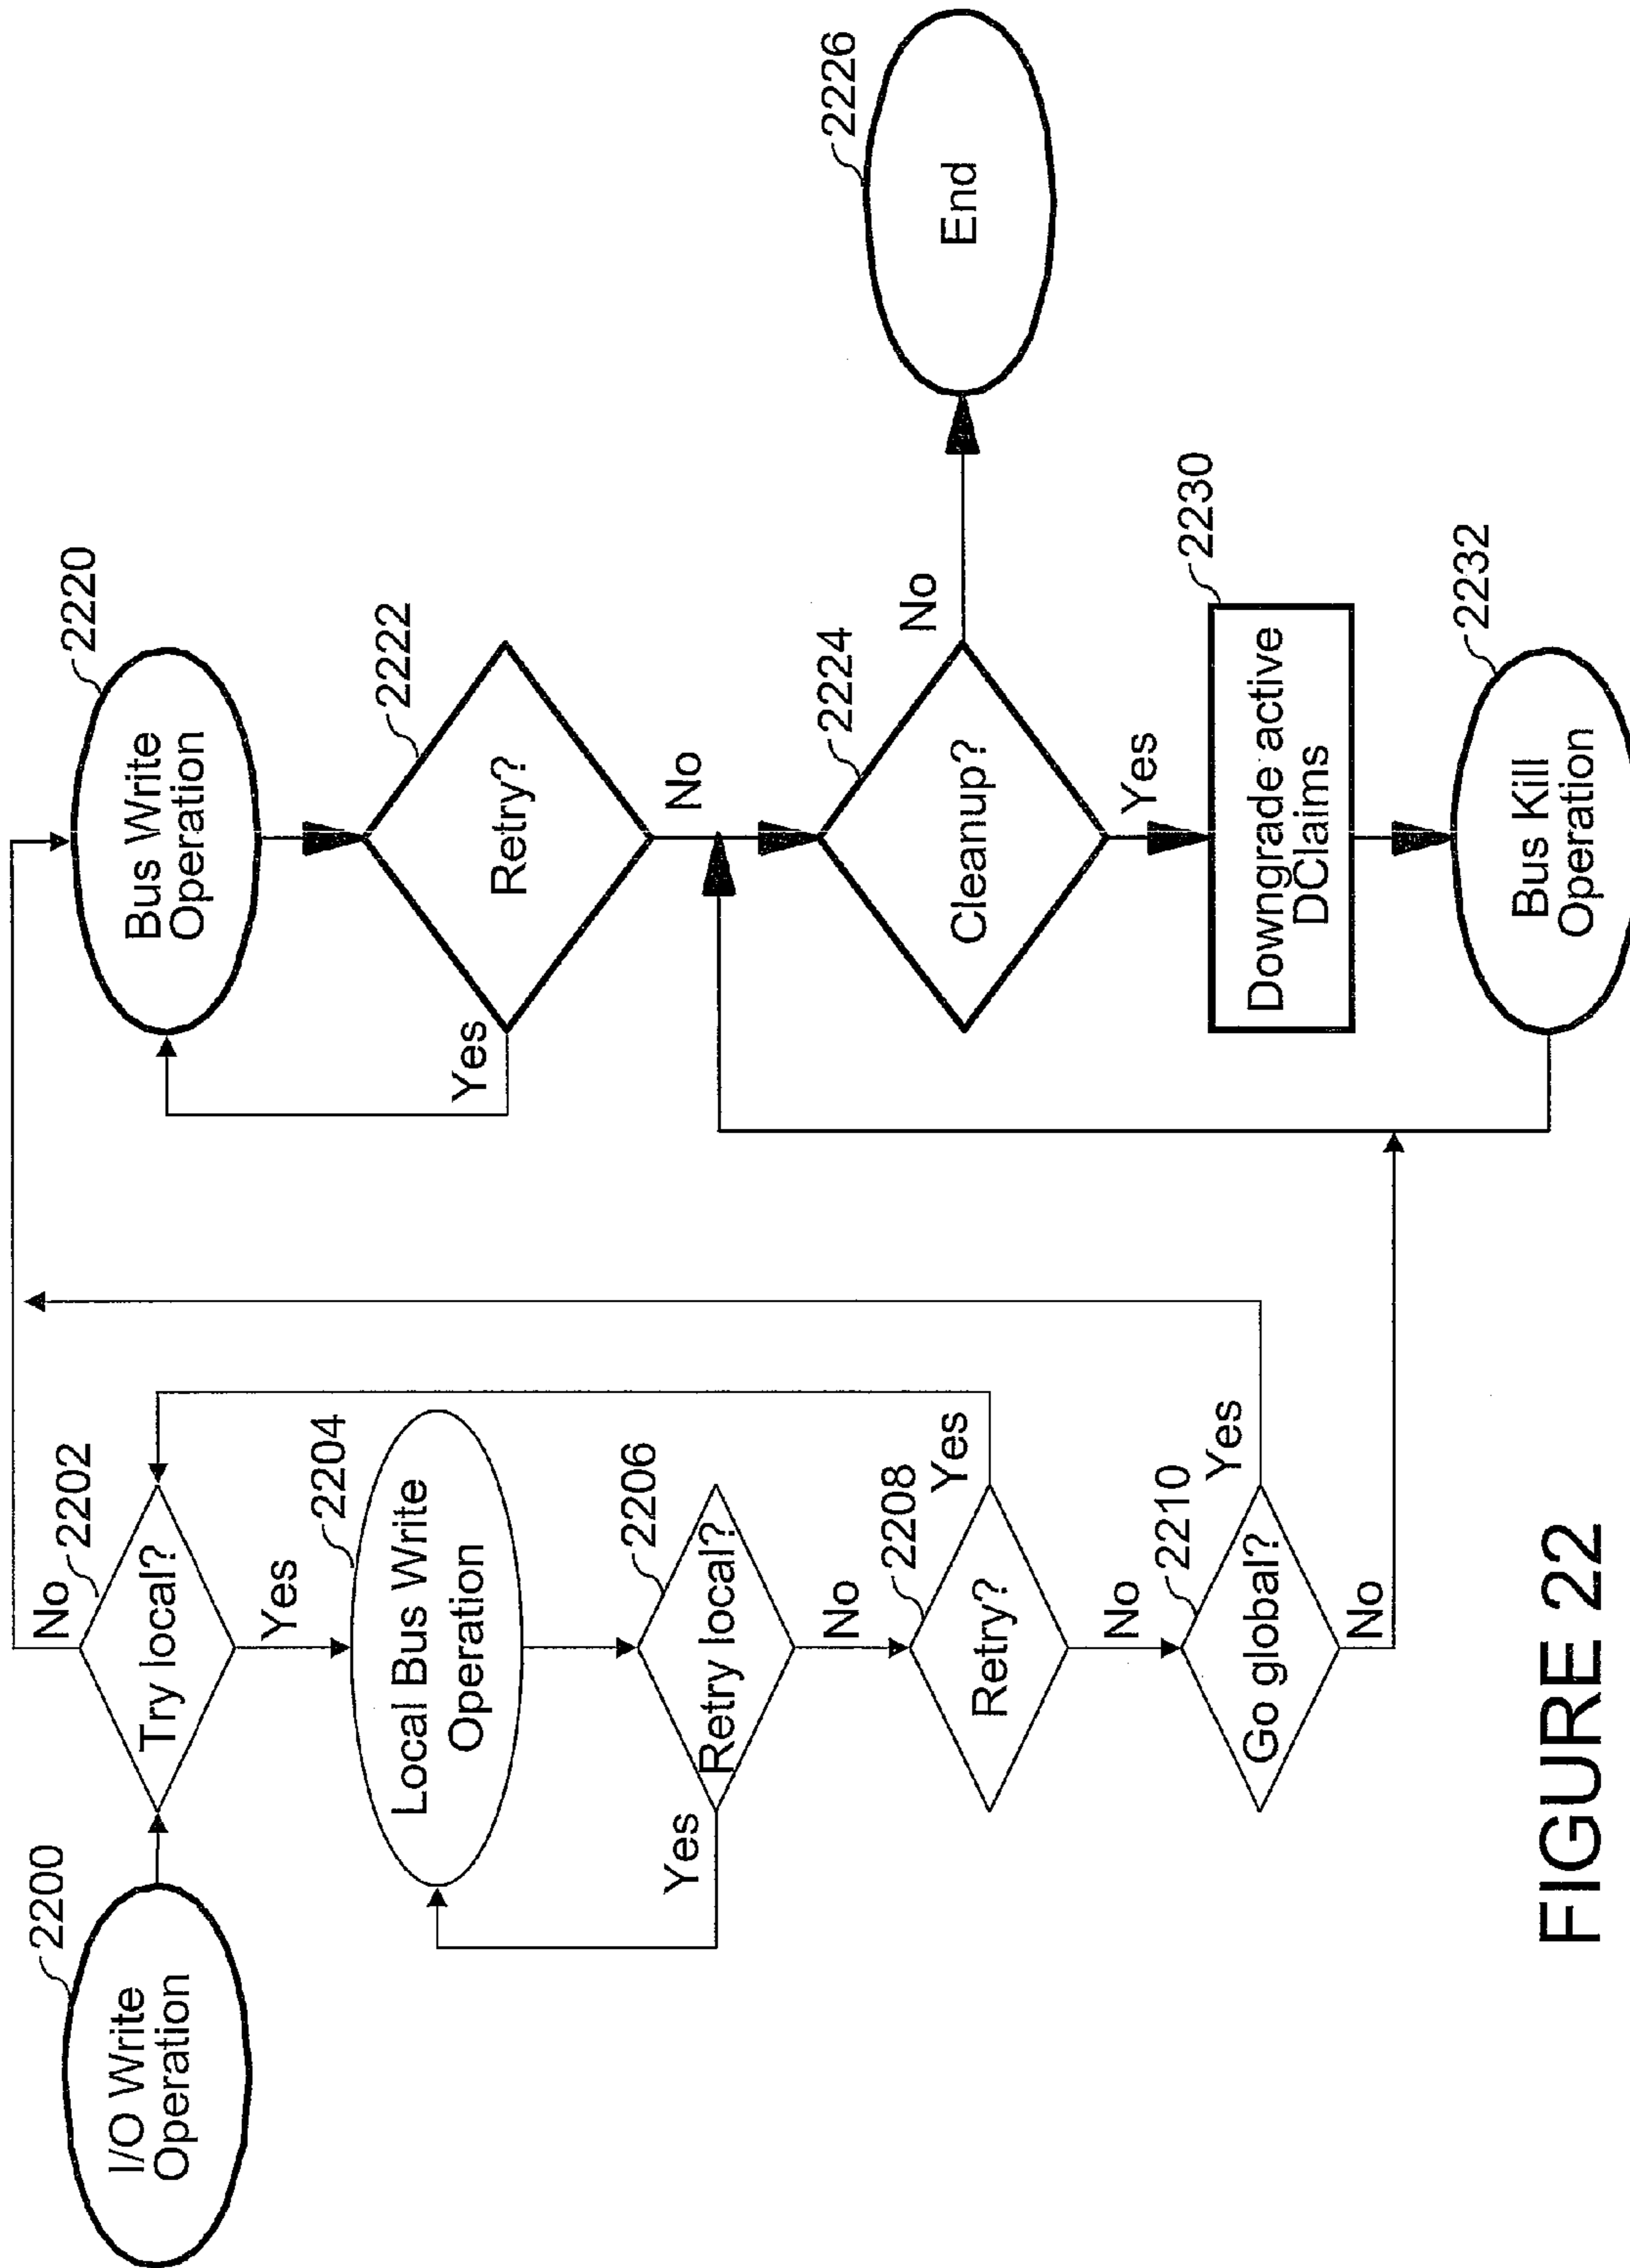 2200
I/O Write
Operation
No
2202
Try local?
Yes
2204
Local Bus Write
Operation
2206
Retry local?
Yes
No
2208
Retry?
Yes
No
2210
Go global?
Yes
No
2220
Bus Write
Operation
2222
Retry?
Yes
No
2224
Cleanup?
No
2226
End
Yes
2230
Downgrade active
DClaims
2232
Bus Kill
Operation
FIGURE 22